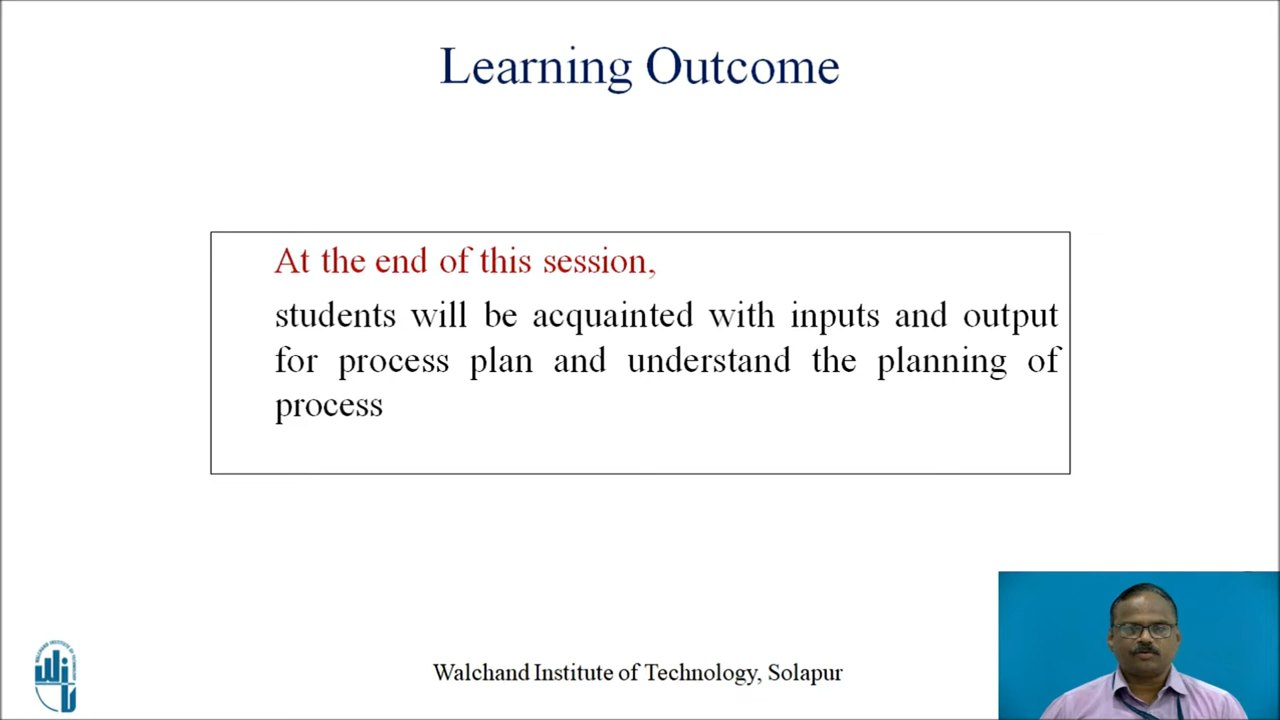 Learning Outcome
At the end of this session,
students will be acquainted with inputs and output
for process plan and understand the planning of
process
Walchand Institute of Technology, Solapur